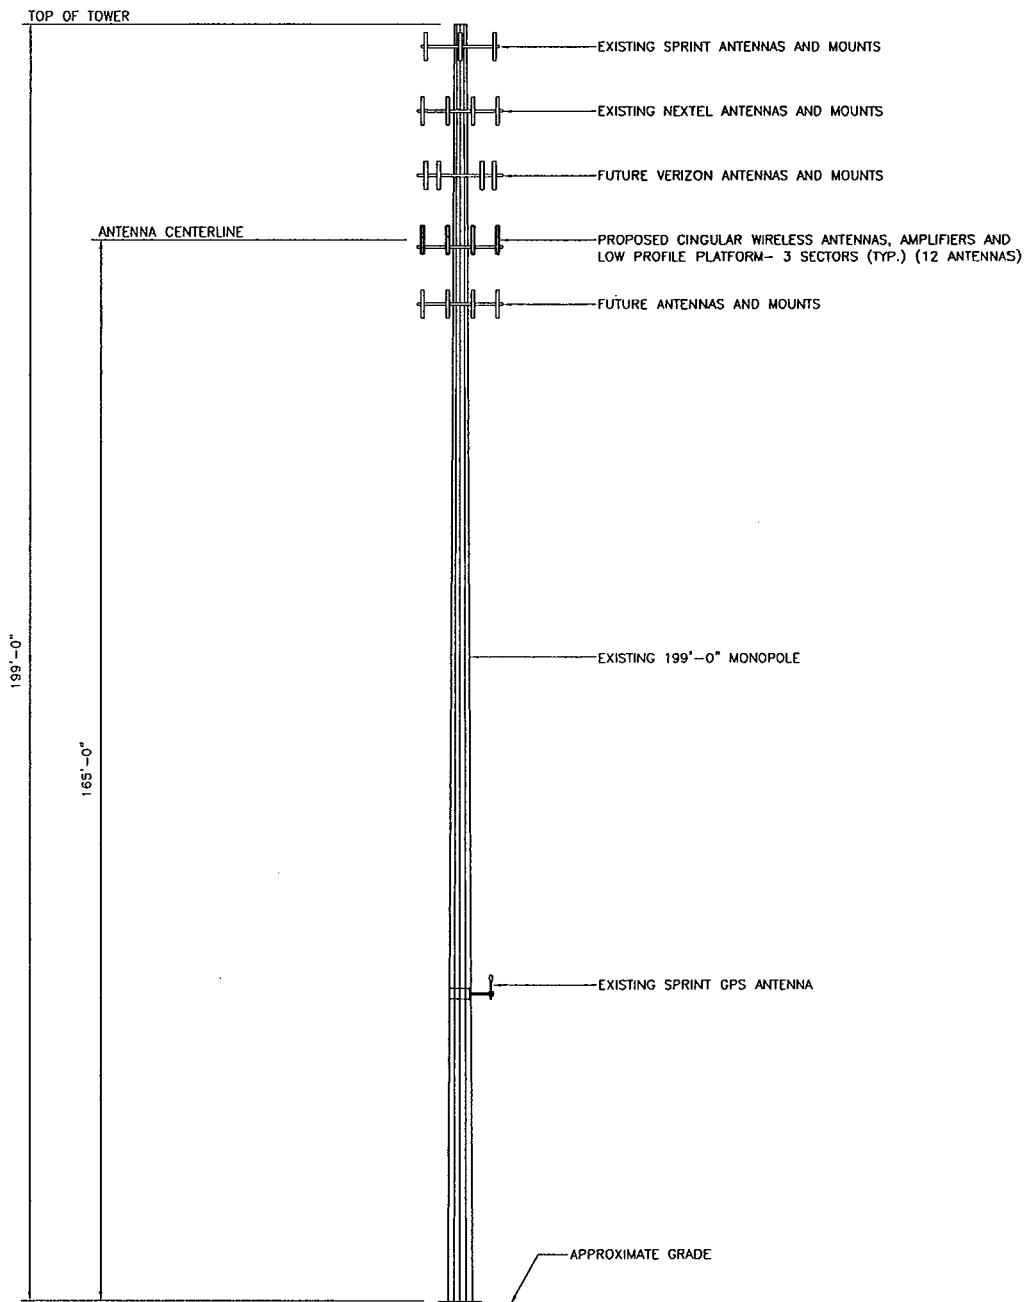 TOP OF TOWER
EXISTING SPRINT ANTENNAS AND MOUNTS
EXISTING NEXTEL ANTENNAS AND MOUNTS
FUTURE VERIZON ANTENNAS AND MOUNTS
ANTENNA CENTERLINE
PROPOSED CINGULAR WIRELESS ANTENNAS, AMPLIFIERS AND
LOW PROFILE PLATFORM– 3 SECTORS (TYP.) (12 ANTENNAS)
FUTURE ANTENNAS AND MOUNTS
199'–0"
EXISTING 199'–0" MONOPOLE
165'–0"
EXISTING SPRINT GPS ANTENNA
APPROXIMATE GRADE